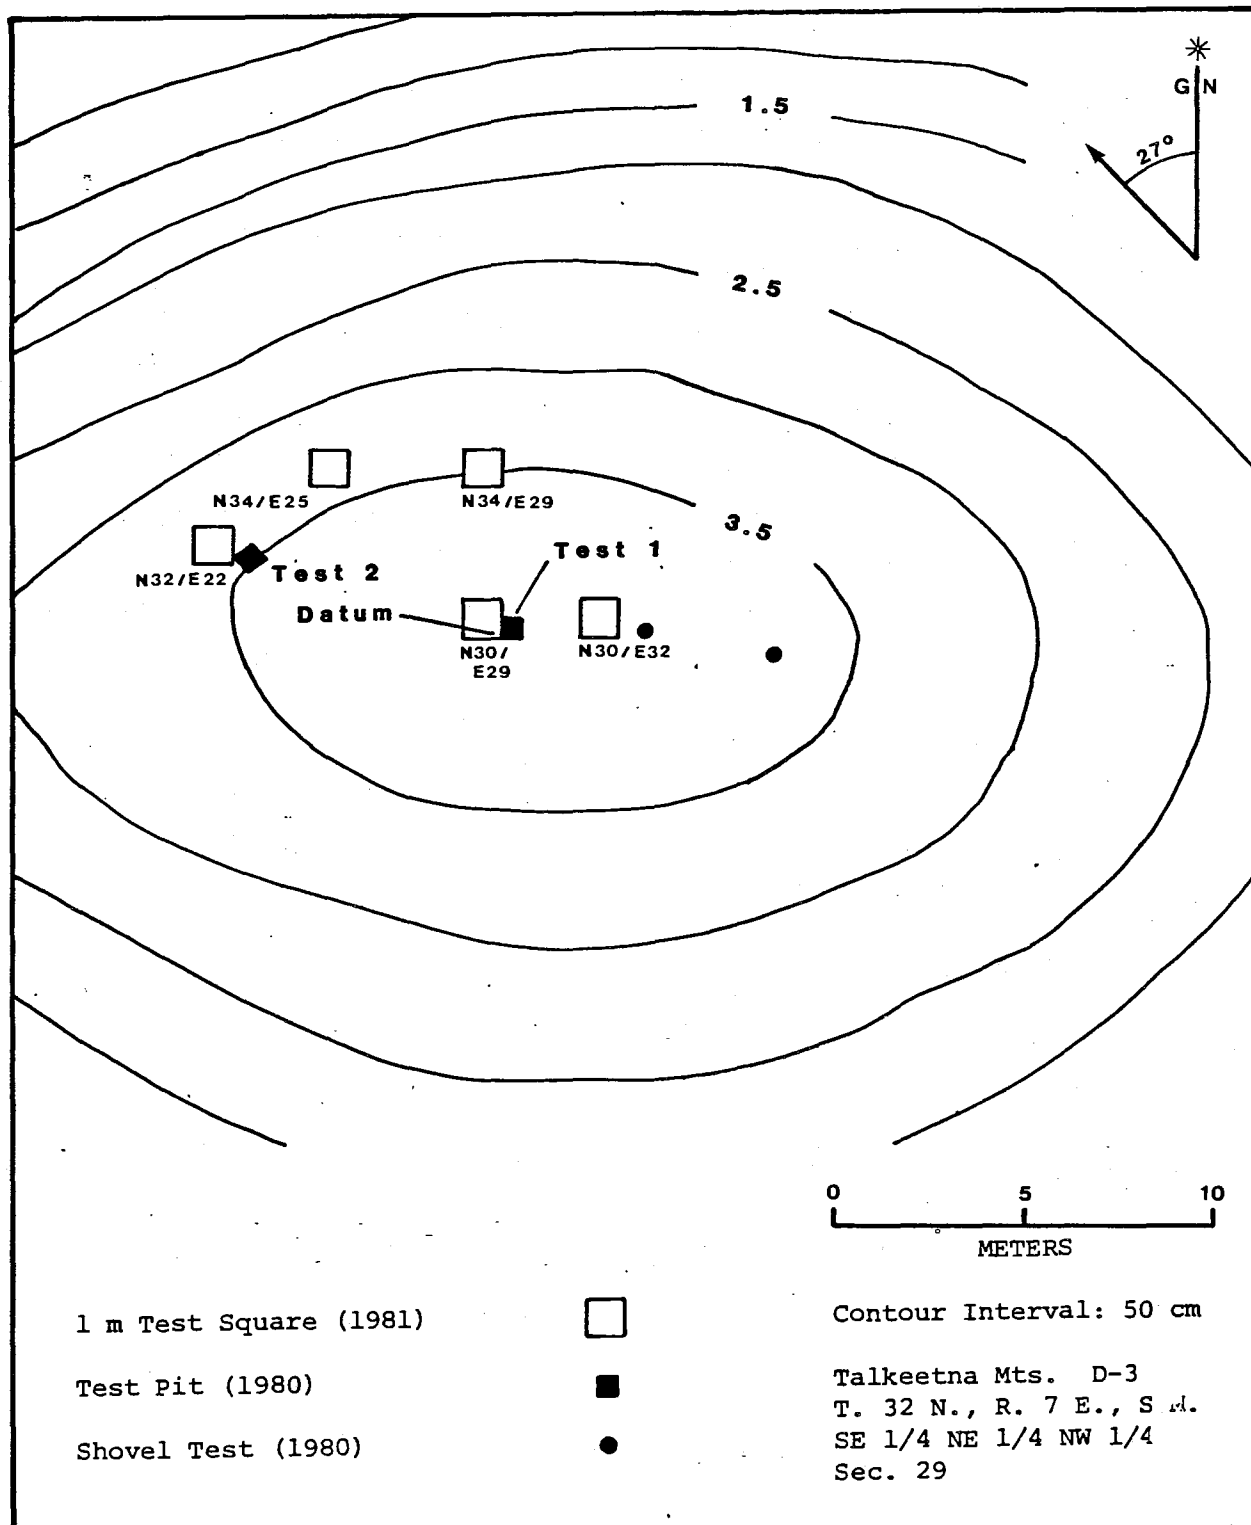 G N
27°
1.5
2.5
3.5
N34/E25
N34/E29
N32/E22
Test 2
Test 1
Datum
N30/
E29
N30/E32
0 5 10
METERS
1 m Test Square (1981)
Test Pit (1980)
Shovel Test (1980)
Contour Interval: 50 cm
Talkeetna Mts. D-3
T. 32 N., R. 7 E., S M.
SE 1/4 NE 1/4 NW 1/4
Sec. 29